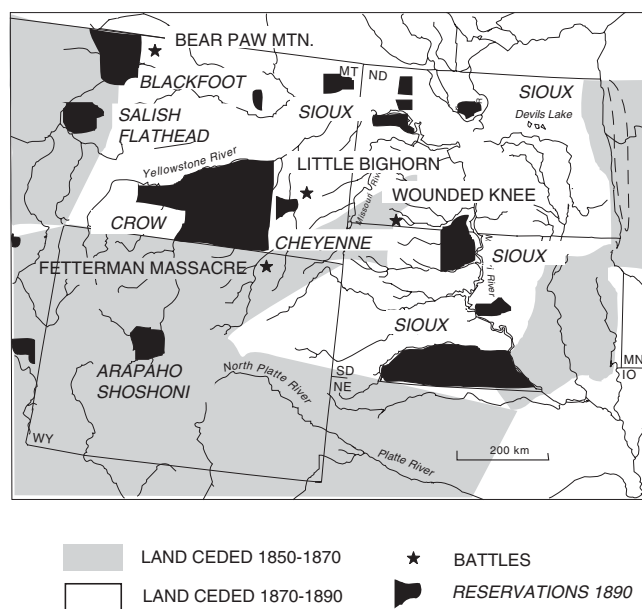 BEAR PAW MTN.
BLACKFOOT
MT
ND
SIOUX
SIOUX
Devils Lake
SALISH
FLATHEAD
Yellowstone River
LITTLE BIGHORN
Missouri River
WOUNDED KNEE
CROW
CHEYENNE
FETTERMAN MASSACRE
SIOUX
SIOUX
ARAPAHO
SHOSHONI
North Platte River
SD
NE
MN
IO
WY
Platte River
200 km
LAND CEDED 1850-1870
BATTLES
LAND CEDED 1870-1890
RESERVATIONS 1890